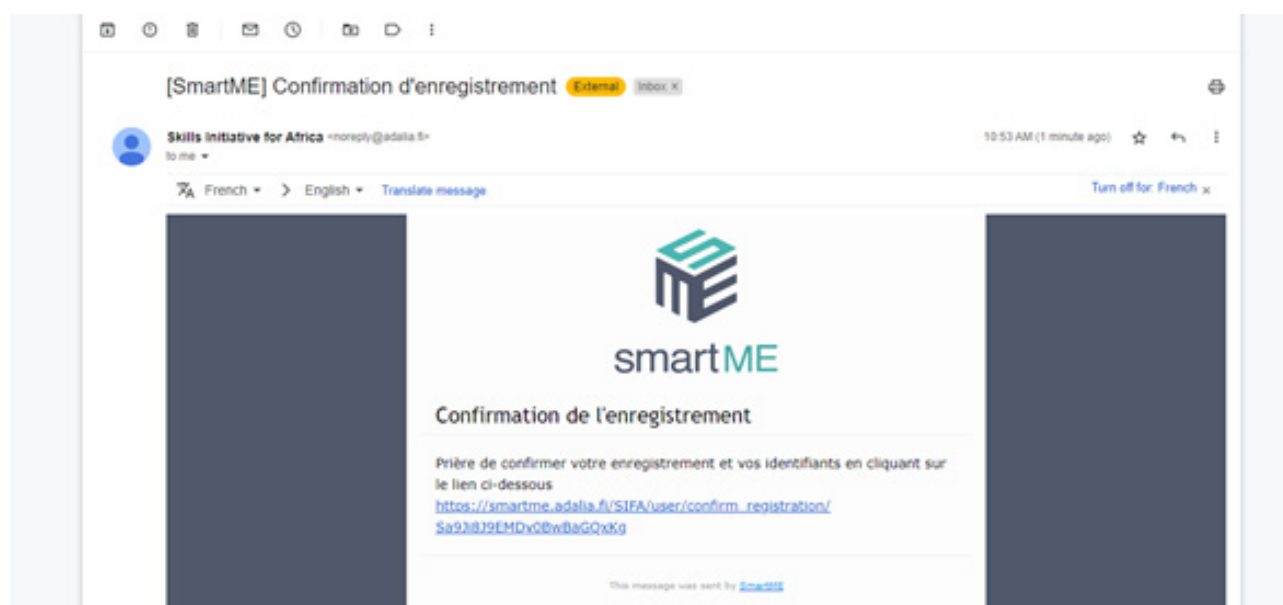 [SmartME] Confirmation d'enregistrement External Inbox ×
Skills Initiative for Africa <noreply@adalia.fi> 10:53 AM (1 minute ago)
to me
French > English Translate message Turn off for: French ×
SME
smartME
Confirmation de l'enregistrement
Prière de confirmer votre enregistrement et vos identifiants en cliquant sur
le lien ci-dessous
https://smartme.adalia.fi/SIFA/user/confirm_registration/
This message was sent by SmartME